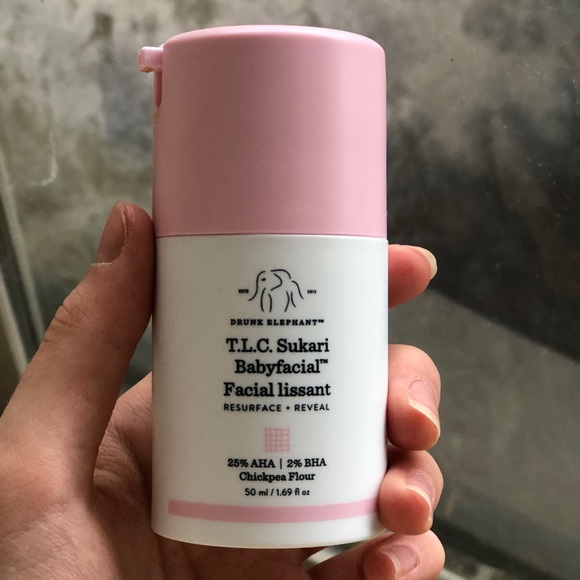 ESTD 2012
DRUNK ELEPHANT™
T.L.C. Sukari
Babyfacial™
Facial lissant
RESURFACE + REVEAL
25% AHA | 2% BHA
Chickpea Flour
50 ml / 1.69 fl oz